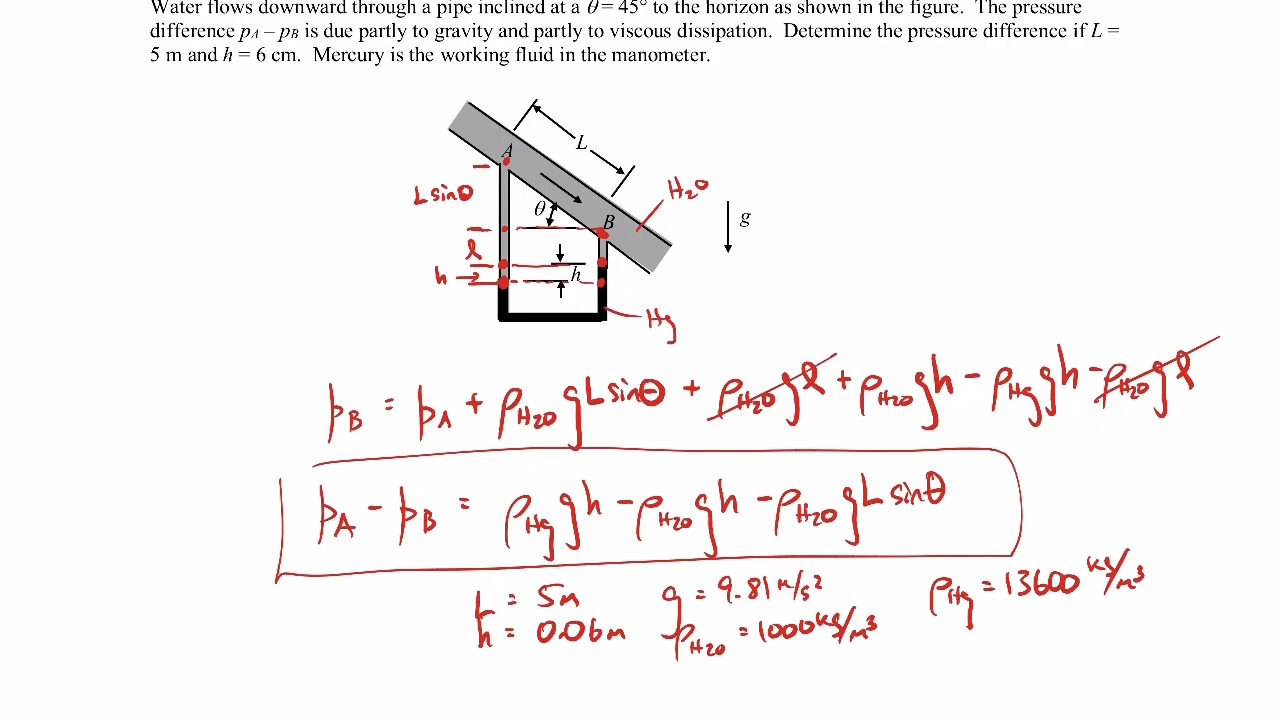 Water flows downward through a pipe inclined at a θ = 45° to the horizon as shown in the figure. The pressure
difference pA – pB is due partly to gravity and partly to viscous dissipation. Determine the pressure difference if L =
5 m and h = 6 cm. Mercury is the working fluid in the manometer.
L
A
H2O
L sinθ
θ
B
g
l
h
h
Hg
pB = pA + ρH2O g L sinθ + ρH2O g l + ρH2O g h - ρHg g h - ρH2O g l
pA - pB = ρHg g h - ρH2O g h - ρH2O g L sinθ
L = 5m g = 9.81 m/s² ρHg = 13600 kg/m³
h = 0.06m ρH2O = 1000 kg/m³